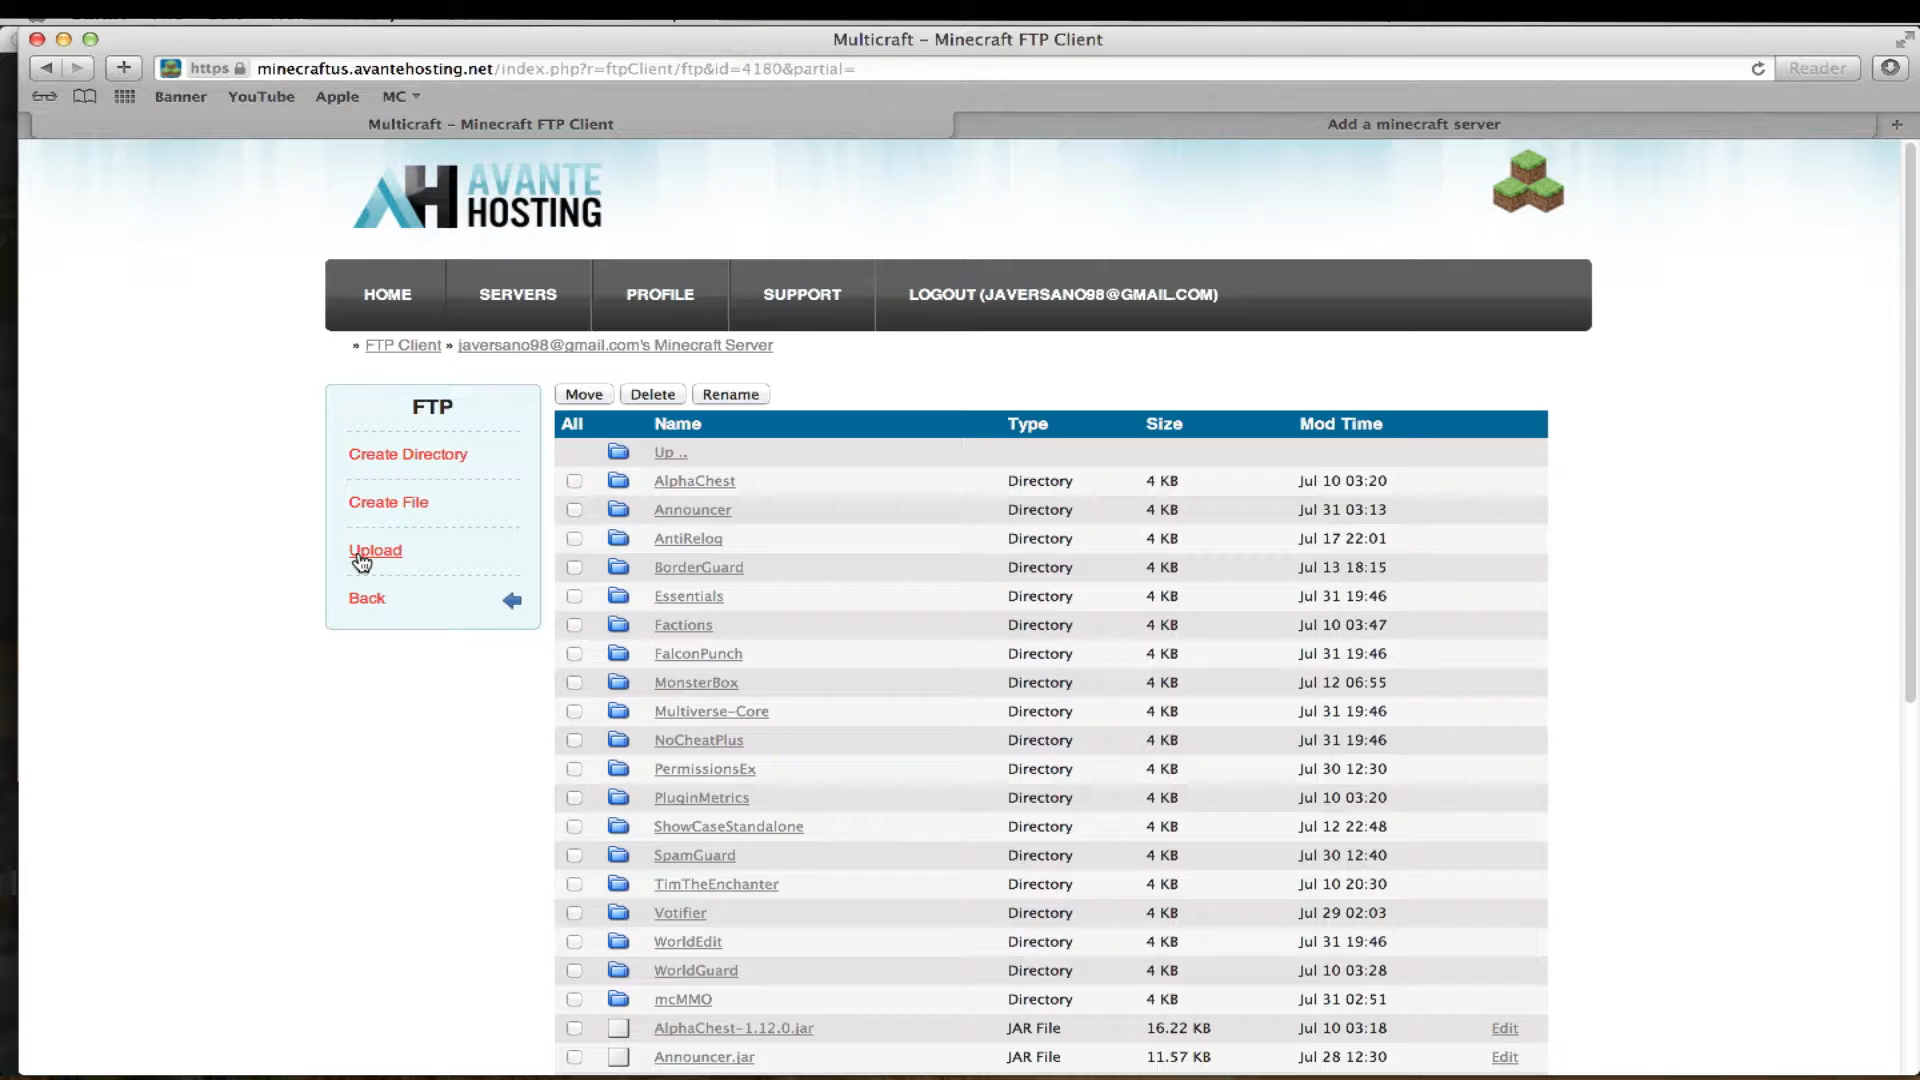 Multicraft – Minecraft FTP Client
https minecraftus.avantehosting.net/index.php?r=ftpClient/ftp&id=4180&partial= Reader
Banner YouTube Apple MC
Multicraft – Minecraft FTP Client Add a minecraft server
AH AVANTE HOSTING
HOME SERVERS PROFILE SUPPORT LOGOUT (JAVERSANO98@GMAIL.COM)
» FTP Client » javersano98@gmail.com's Minecraft Server
FTP
Create Directory
Create File
Upload
Back
Move Delete Rename
All Name Type Size Mod Time
Up ..
AlphaChest Directory 4 KB Jul 10 03:20
Announcer Directory 4 KB Jul 31 03:13
AntiRelog Directory 4 KB Jul 17 22:01
BorderGuard Directory 4 KB Jul 13 18:15
Essentials Directory 4 KB Jul 31 19:46
Factions Directory 4 KB Jul 10 03:47
FalconPunch Directory 4 KB Jul 31 19:46
MonsterBox Directory 4 KB Jul 12 06:55
Multiverse-Core Directory 4 KB Jul 31 19:46
NoCheatPlus Directory 4 KB Jul 31 19:46
PermissionsEx Directory 4 KB Jul 30 12:30
PluginMetrics Directory 4 KB Jul 10 03:20
ShowCaseStandalone Directory 4 KB Jul 12 22:48
SpamGuard Directory 4 KB Jul 30 12:40
TimTheEnchanter Directory 4 KB Jul 10 20:30
Votifier Directory 4 KB Jul 29 02:03
WorldEdit Directory 4 KB Jul 31 19:46
WorldGuard Directory 4 KB Jul 10 03:28
mcMMO Directory 4 KB Jul 31 02:51
AlphaChest-1.12.0.jar JAR File 16.22 KB Jul 10 03:18 Edit
Announcer.jar JAR File 11.57 KB Jul 28 12:30 Edit